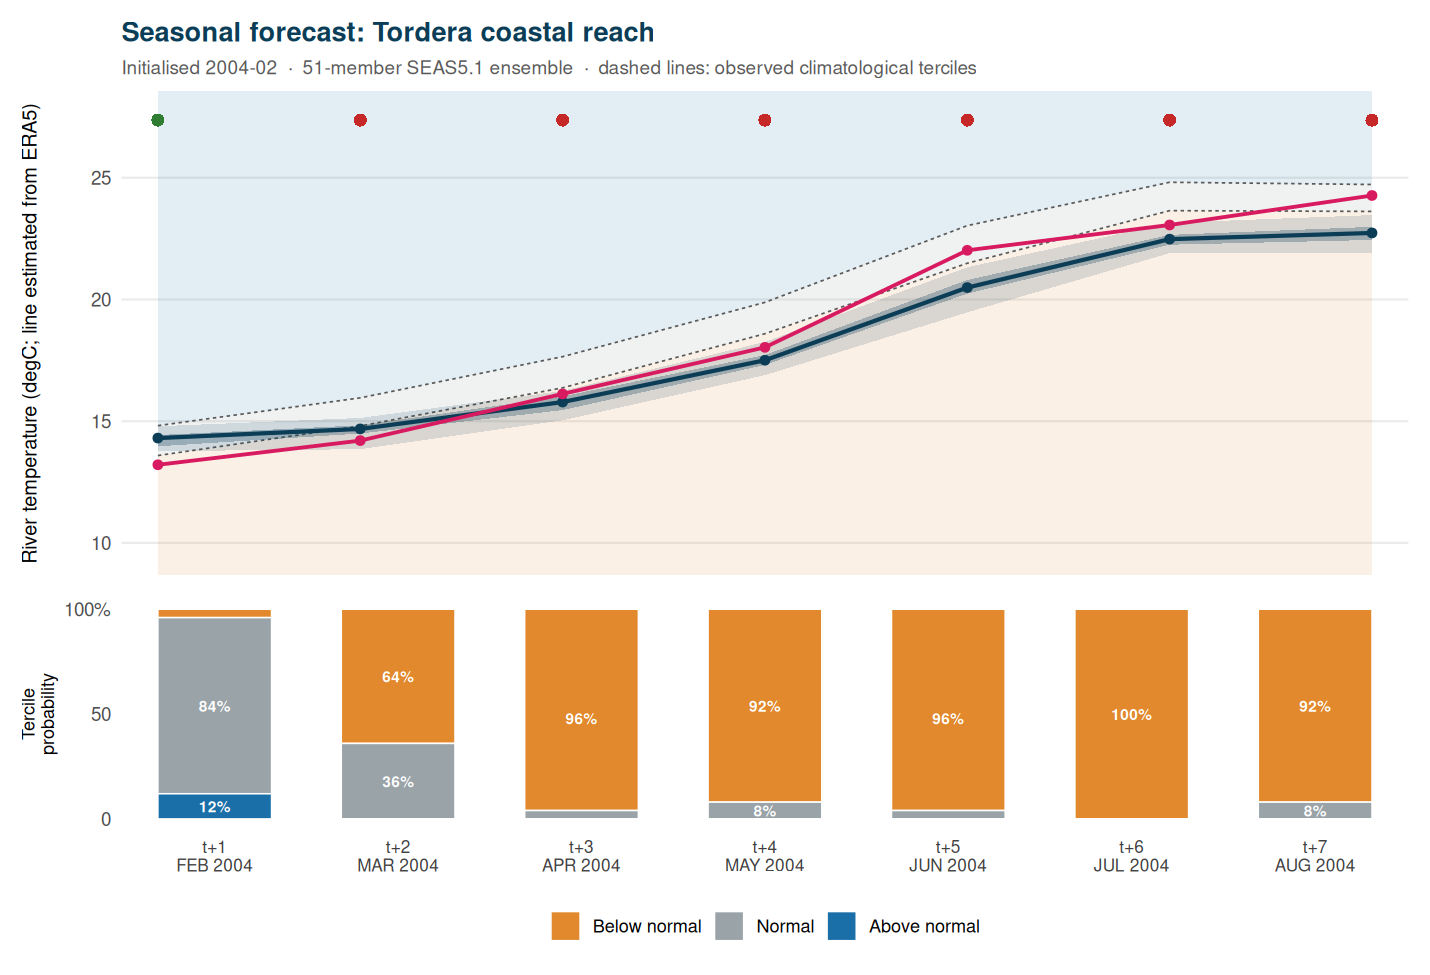 Seasonal forecast: Tordera coastal reach
Initialised 2004-02 · 51-member SEAS5.1 ensemble · dashed lines: observed climatological terciles
River temperature (degC; line estimated from ERA5)
25
20
15
10
Tercile
probability
100%
50
0
84%
12%
64%
36%
96%
92%
8%
96%
100%
92%
8%
t+1
FEB 2004
t+2
MAR 2004
t+3
APR 2004
t+4
MAY 2004
t+5
JUN 2004
t+6
JUL 2004
t+7
AUG 2004
Below normal
Normal
Above normal